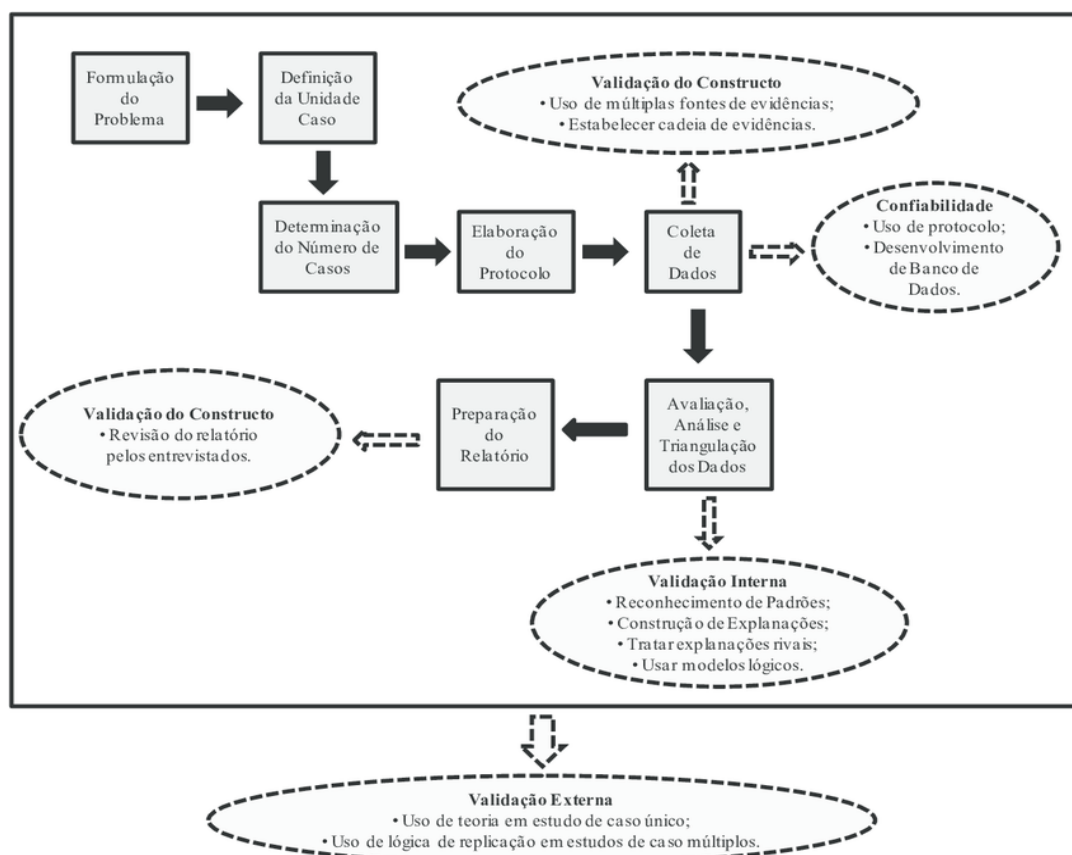 Formulação
do
Problema
Definição
da Unidade
Caso
Validação do Constructo
• Uso de múltiplas fontes de evidências;
• Estabelecer cadeia de evidências.
Determinação
do Número de
Casos
Elaboração
do
Protocolo
Coleta
de
Dados
Confiabilidade
• Uso de protocolo;
• Desenvolvimento
de Banco de
Dados.
Validação do Constructo
• Revisão do relatório
pelos entrevistados.
Preparação
do
Relatório
Avaliação,
Análise e
Triangulação
dos Dados
Validação Interna
• Reconhecimento de Padrões;
• Construção de Explanações;
• Tratar explanações rivais;
• Usar modelos lógicos.
Validação Externa
• Uso de teoria em estudo de caso único;
• Uso de lógica de replicação em estudos de caso múltiplos.